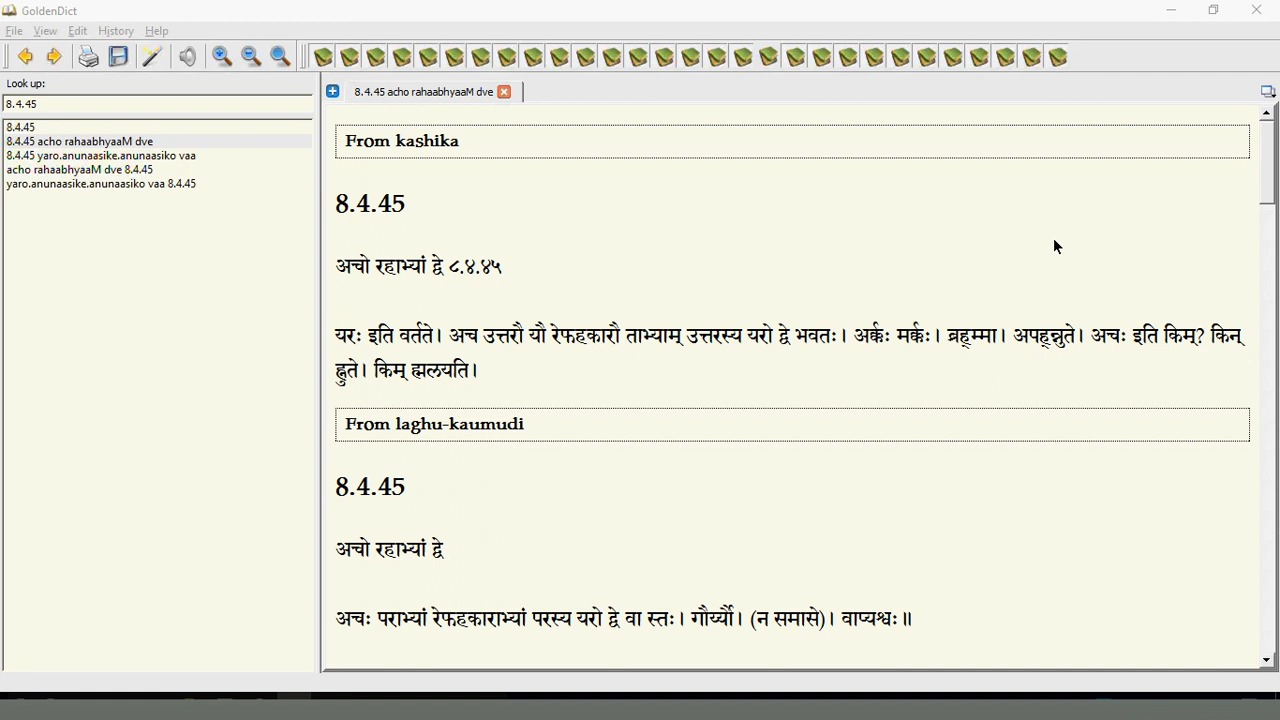 GoldenDict
File View Edit History Help
Look up:
8.4.45 acho rahaabhyaaM dve
8.4.45
8.4.45
8.4.45 acho rahaabhyaaM dve
8.4.45 yaro.anunaasike.anunaasiko vaa
acho rahaabhyaaM dve 8.4.45
yaro.anunaasike.anunaasiko vaa 8.4.45
From kashika
8.4.45
अचो रहाभ्यां द्वे ८.४.४५
यरः इति वर्तते। अच उत्तरौ यौ रेफहकारौ ताभ्याम् उत्तरस्य यरो द्वे भवतः। अर्क्कः मर्क्कः। ब्रह्म्मा। अपह्न्नुते। अचः इति किम्? किन्
ह्नुते। किम् ह्मलयति।
From laghu-kaumudi
8.4.45
अचो रहाभ्यां द्वे
अचः पराभ्यां रेफहकाराभ्यां परस्य यरो द्वे वा स्तः। गौर्य्यौ। (न समासे)। वाप्यश्वः॥